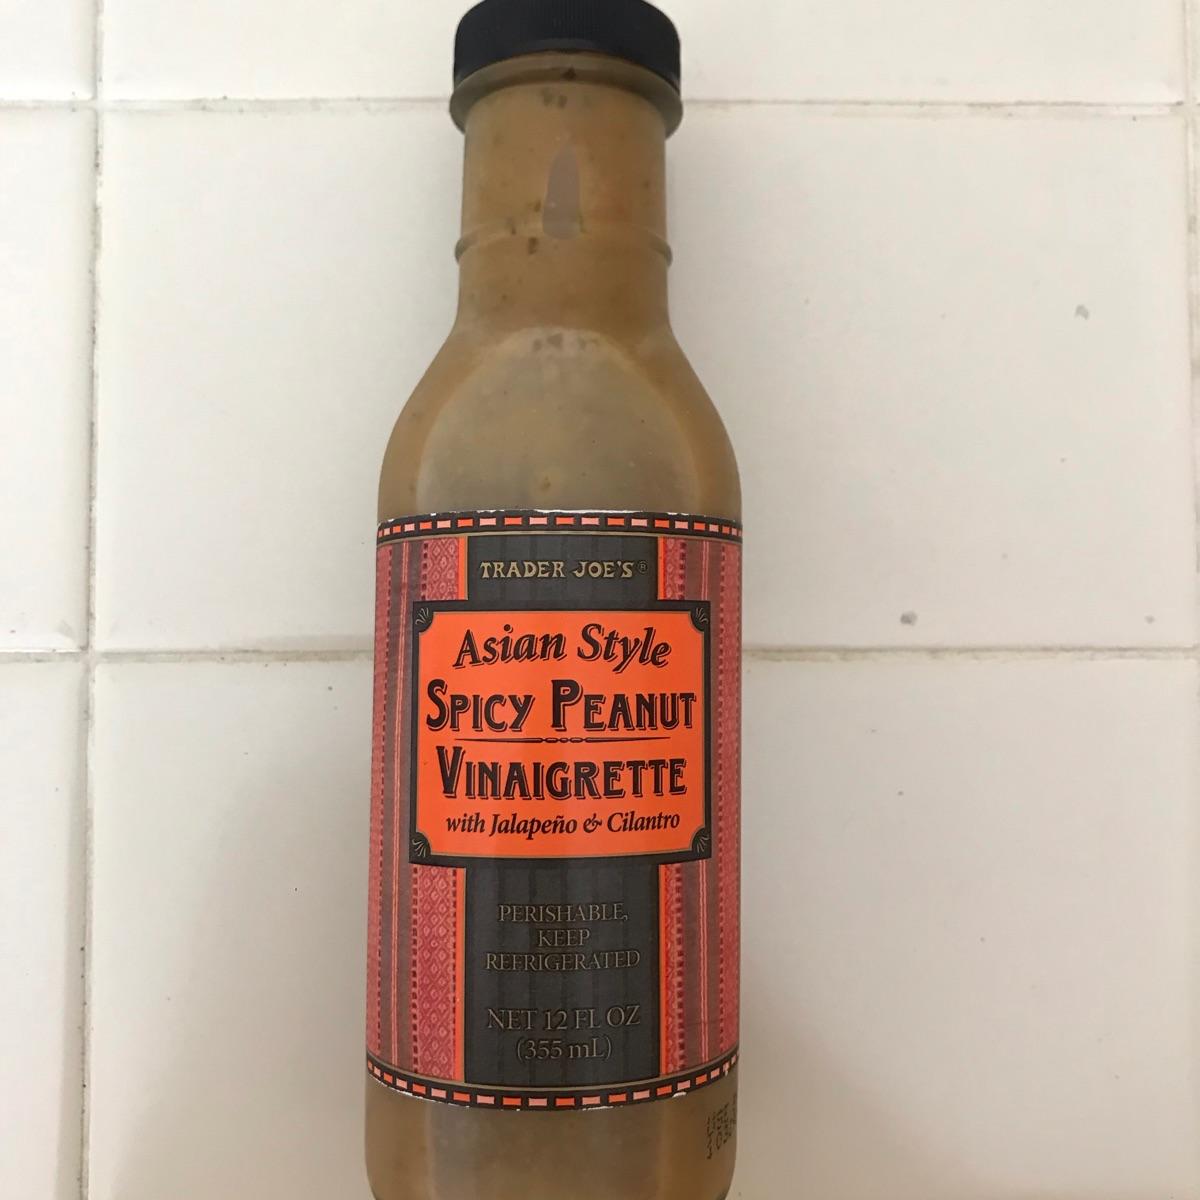 TRADER JOE'S®
Asian Style
SPICY PEANUT
VINAIGRETTE
with Jalapeño & Cilantro
PERISHABLE,
KEEP
REFRIGERATED
NET 12 FL OZ
(355 mL)